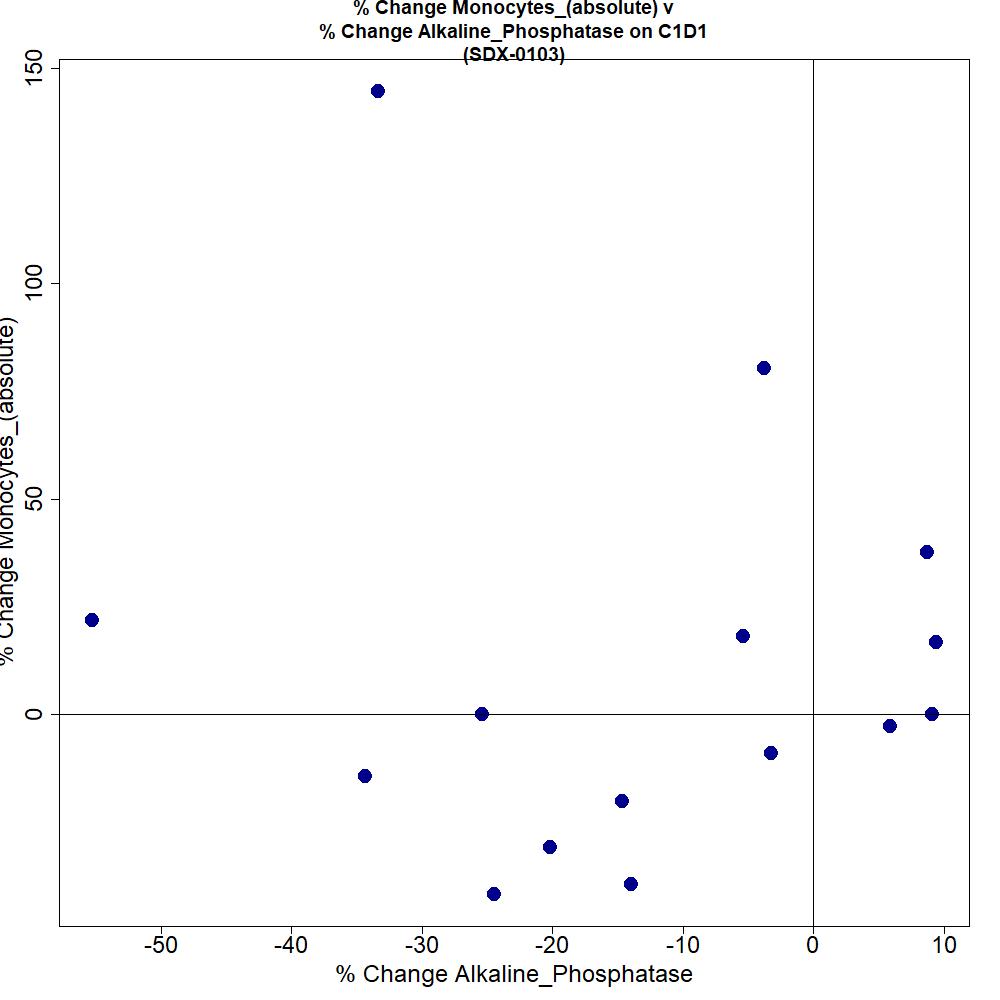 % Change Monocytes_(absolute) v
% Change Alkaline_Phosphatase on C1D1
(SDX-0103)
% Change Monocytes_(absolute)
150
100
50
0
-50
-40
-30
-20
-10
0
10
% Change Alkaline_Phosphatase